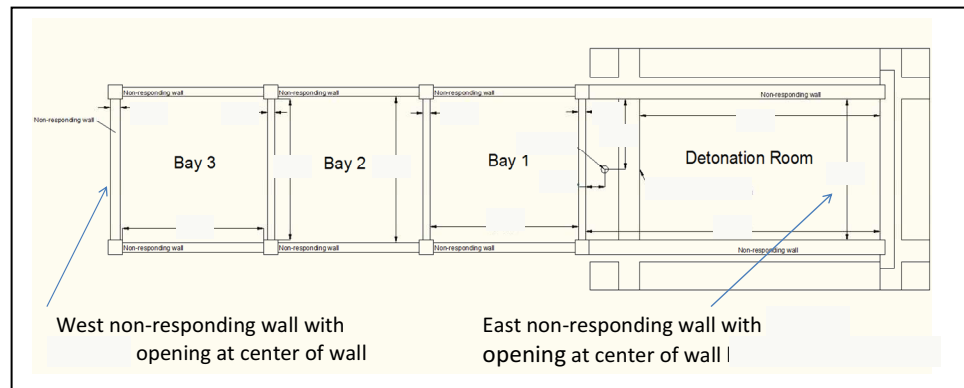 Non-responding wall
Non-responding wall
Non-responding wall
Non-responding wall
Non-responding wall
Bay 3
Bay 2
Bay 1
Detonation Room
Non-responding wall
Non-responding wall
Non-responding wall
Non-responding wall
West non-responding wall with
opening at center of wall
East non-responding wall with
opening at center of wall